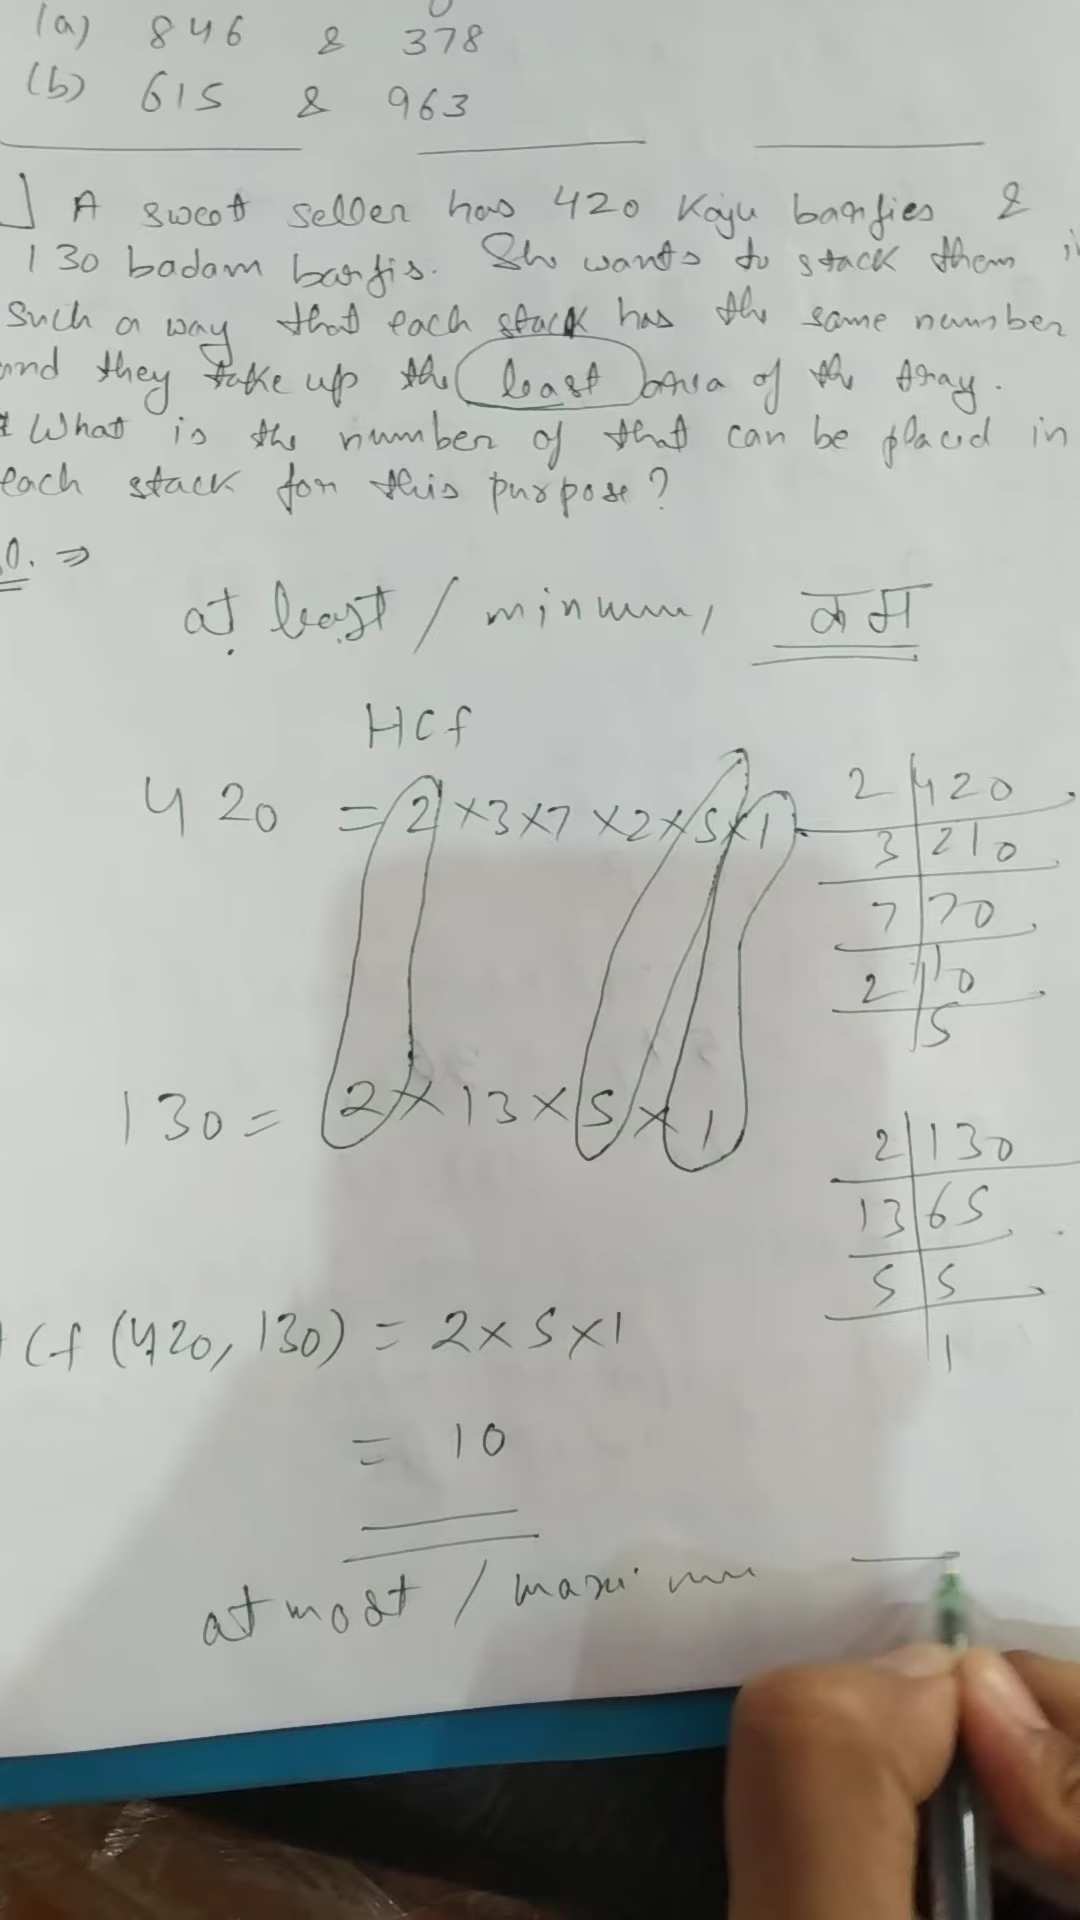 (a) 846 & 378
(b) 615 & 963
] A sweet seller has 420 Kaju barfies &
130 badam barfis. She wants to stack them
such a way that each stack has the same number
and they take up the least area of the tray.
What is the number of that can be placed in
each stack for this purpose?
⇒
at least / minimum, कम
HCf
420 = 2×3×7×2×5×1
2 | 420
3 | 210
7 | 70
2 | 10
5
130 = 2×13×5×1
2 | 130
13 | 65
5 | 5
1
Cf (420, 130) = 2×5×1
= 10
at most / maximum